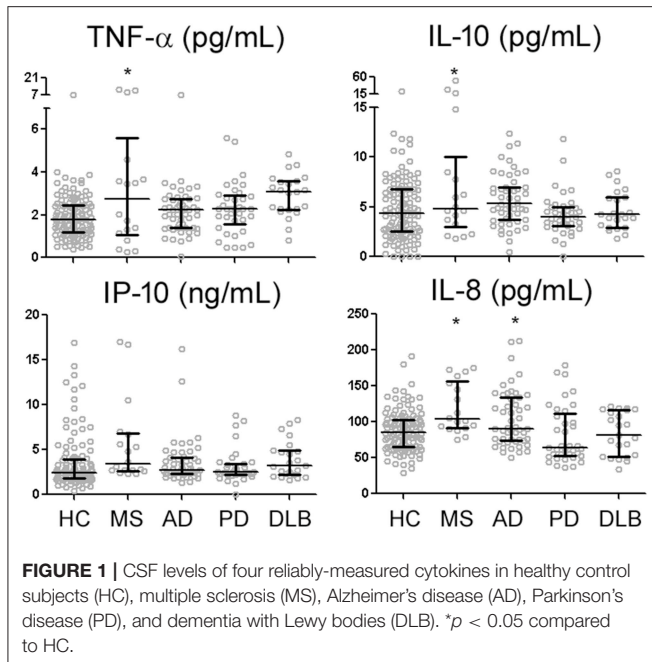 TNF-α (pg/mL)
IL-10 (pg/mL)
21
7
6
4
2
0
*
60
15
15
10
5
0
*
IP-10 (ng/mL)
IL-8 (pg/mL)
20
15
10
5
0
250
200
150
100
50
0
* *
HC MS AD PD DLB
HC MS AD PD DLB
FIGURE 1 | CSF levels of four reliably-measured cytokines in healthy control
subjects (HC), multiple sclerosis (MS), Alzheimer's disease (AD), Parkinson's
disease (PD), and dementia with Lewy bodies (DLB). *p < 0.05 compared
to HC.